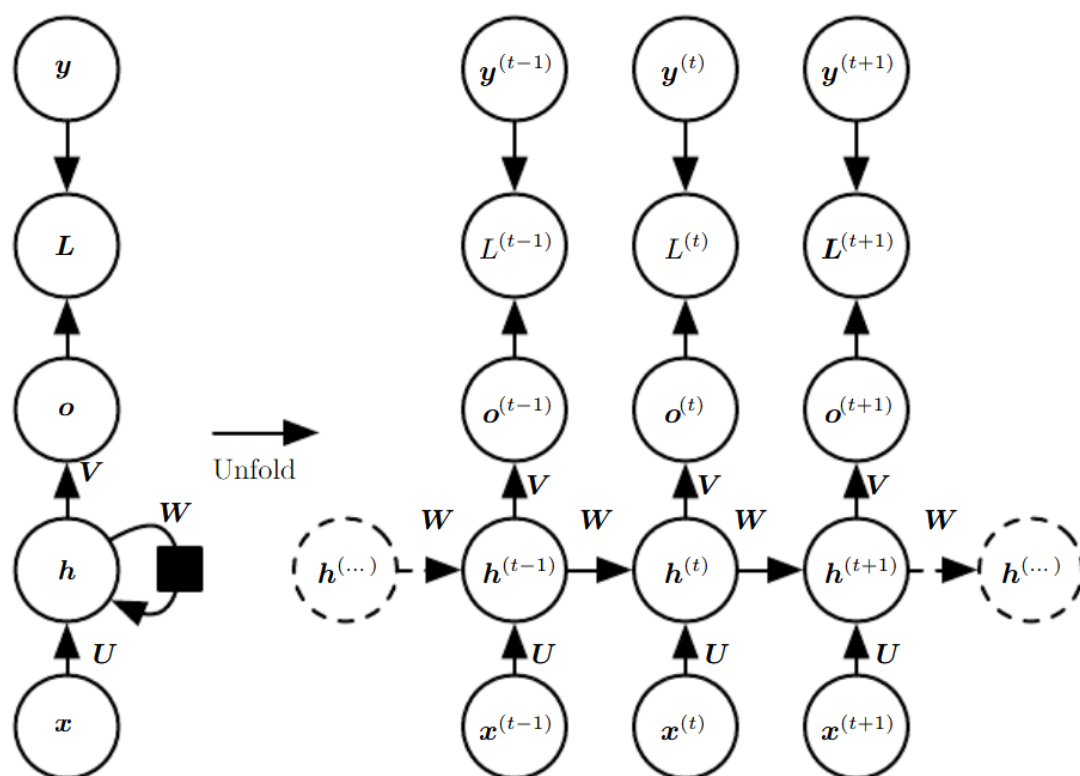 y y^(t−1) y^(t) y^(t+1)
L L^(t−1) L^(t) L^(t+1)
o o^(t−1) o^(t) o^(t+1)
Unfold
V V V V
W W W W W
h h^(...) h^(t−1) h^(t) h^(t+1) h^(...)
U U U U
x x^(t−1) x^(t) x^(t+1)